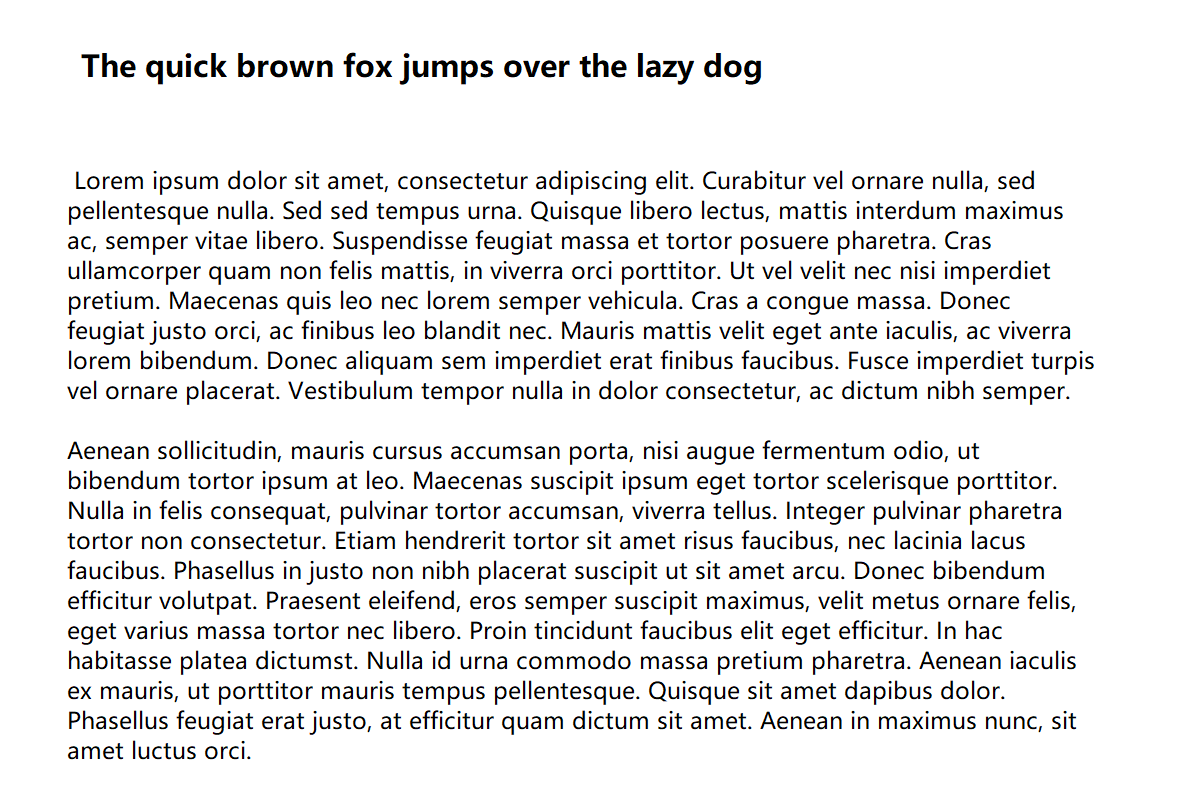 The quick brown fox jumps over the lazy dog
Lorem ipsum dolor sit amet, consectetur adipiscing elit. Curabitur vel ornare nulla, sed
pellentesque nulla. Sed sed tempus urna. Quisque libero lectus, mattis interdum maximus
ac, semper vitae libero. Suspendisse feugiat massa et tortor posuere pharetra. Cras
ullamcorper quam non felis mattis, in viverra orci porttitor. Ut vel velit nec nisi imperdiet
pretium. Maecenas quis leo nec lorem semper vehicula. Cras a congue massa. Donec
feugiat justo orci, ac finibus leo blandit nec. Mauris mattis velit eget ante iaculis, ac viverra
lorem bibendum. Donec aliquam sem imperdiet erat finibus faucibus. Fusce imperdiet turpis
vel ornare placerat. Vestibulum tempor nulla in dolor consectetur, ac dictum nibh semper.
Aenean sollicitudin, mauris cursus accumsan porta, nisi augue fermentum odio, ut
bibendum tortor ipsum at leo. Maecenas suscipit ipsum eget tortor scelerisque porttitor.
Nulla in felis consequat, pulvinar tortor accumsan, viverra tellus. Integer pulvinar pharetra
tortor non consectetur. Etiam hendrerit tortor sit amet risus faucibus, nec lacinia lacus
faucibus. Phasellus in justo non nibh placerat suscipit ut sit amet arcu. Donec bibendum
efficitur volutpat. Praesent eleifend, eros semper suscipit maximus, velit metus ornare felis,
eget varius massa tortor nec libero. Proin tincidunt faucibus elit eget efficitur. In hac
habitasse platea dictumst. Nulla id urna commodo massa pretium pharetra. Aenean iaculis
ex mauris, ut porttitor mauris tempus pellentesque. Quisque sit amet dapibus dolor.
Phasellus feugiat erat justo, at efficitur quam dictum sit amet. Aenean in maximus nunc, sit
amet luctus orci.